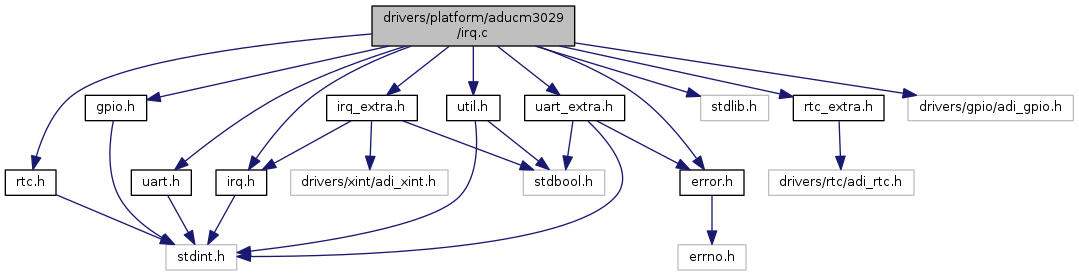 drivers/platform/aducm3029
/irq.c
gpio.h
irq_extra.h
util.h
uart_extra.h
stdlib.h
rtc_extra.h
drivers/gpio/adi_gpio.h
rtc.h
uart.h
irq.h
drivers/xint/adi_xint.h
stdbool.h
error.h
drivers/rtc/adi_rtc.h
stdint.h
errno.h